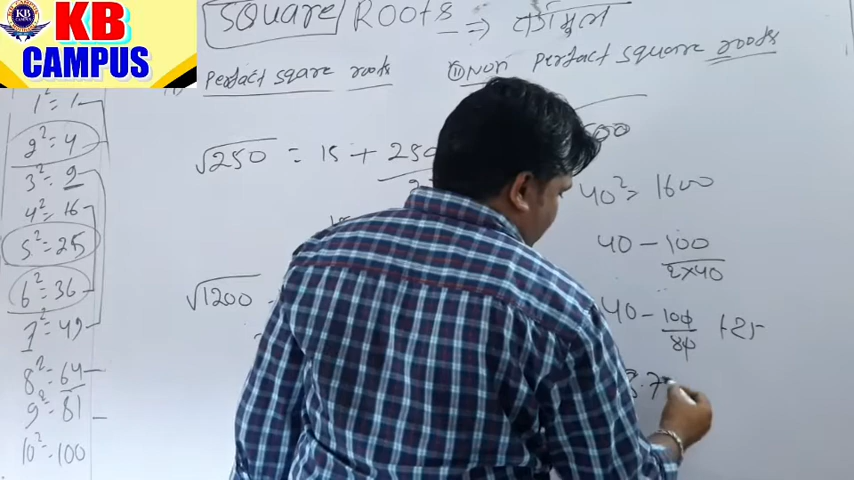 KB
CAMPUS
Square Roots => वर्गमूल
Perfect square roots
(ii) Non Perfact square roots
1² = 1
2² = 4
3² = 9
4² = 16
5² = 25
6² = 36
7² = 49
8² = 64
9² = 81
10² = 100
√250 = 15 +
40² = 1600
40 - 100
2×40
√1200
40 - 100
80